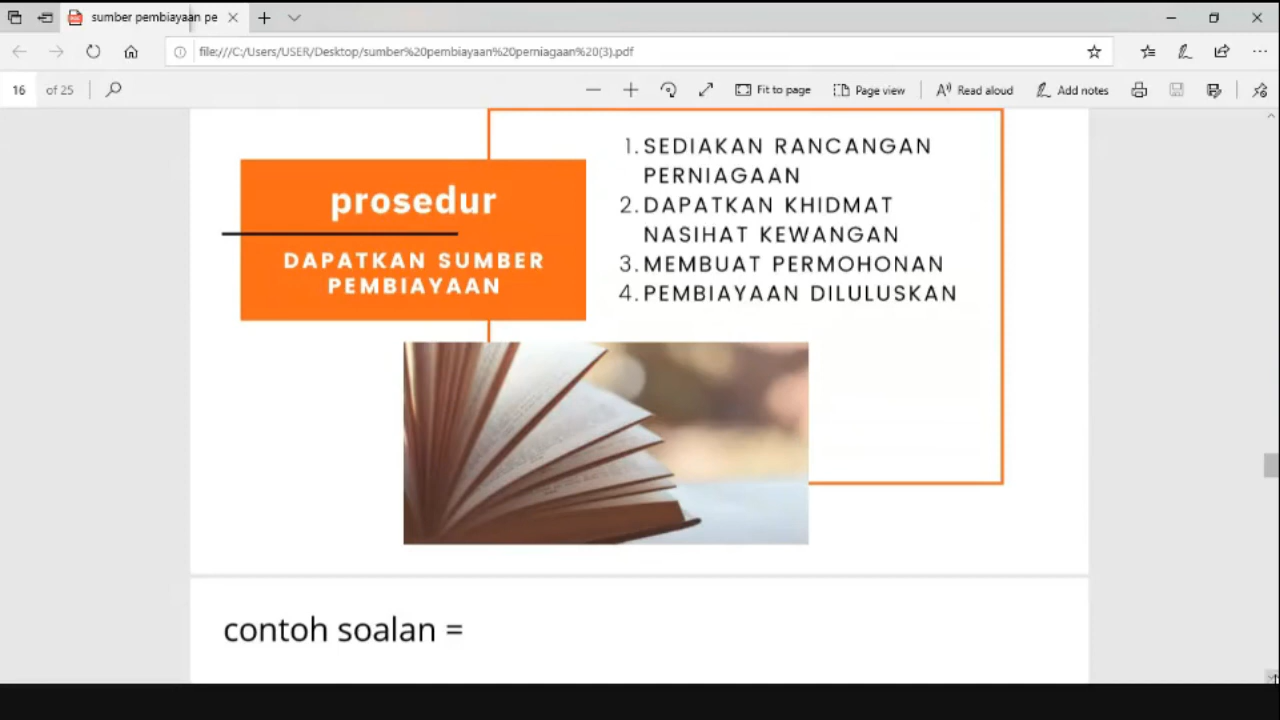 sumber pembiayaan pe
file:///C:/Users/USER/Desktop/sumber%20pembiayaan%20perniagaan%20(3).pdf
16 of 25
Fit to page
Page view
Read aloud
Add notes
prosedur
DAPATKAN SUMBER
PEMBIAYAAN
1. SEDIAKAN RANCANGAN
PERNIAGAAN
2. DAPATKAN KHIDMAT
NASIHAT KEWANGAN
3. MEMBUAT PERMOHONAN
4. PEMBIAYAAN DILULUSKAN
contoh soalan =